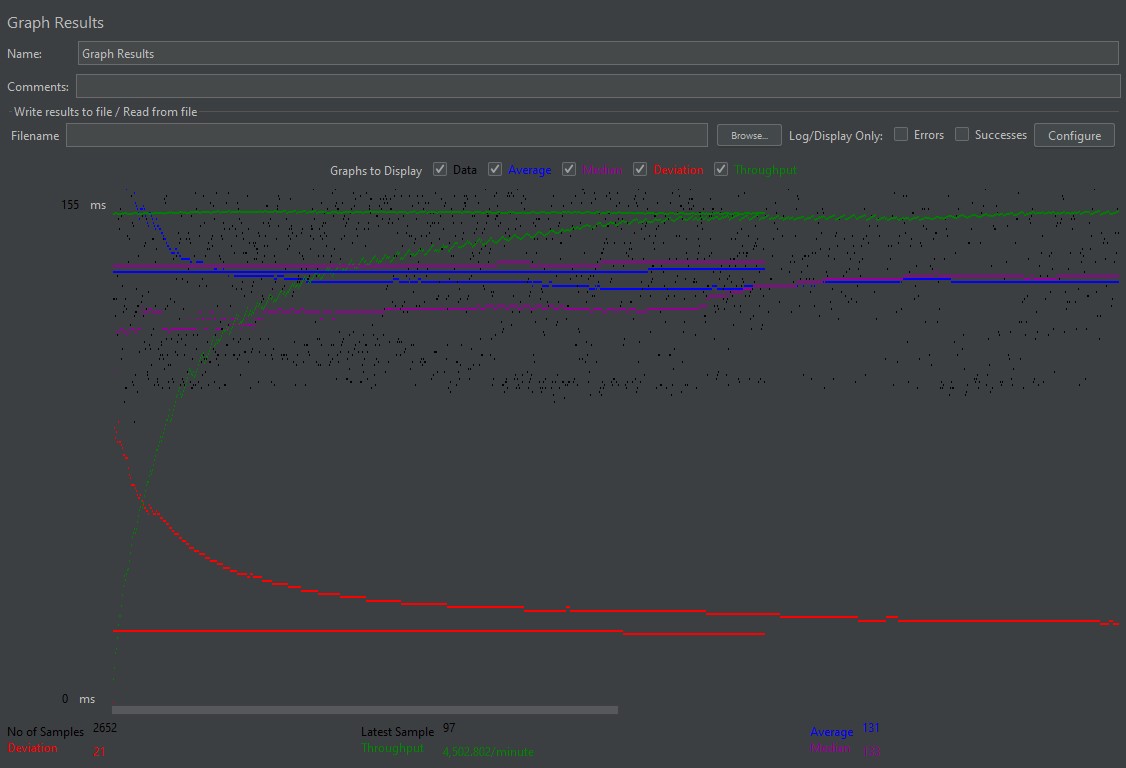 Graph Results
Name: Graph Results
Comments:
Write results to file / Read from file
Filename Browse... Log/Display Only: Errors Successes Configure
Graphs to Display Data Average Median Deviation Throughput
155 ms
0 ms
No of Samples 2652 Latest Sample 97 Average 131
Deviation 21 Throughput 4,502.802/minute Median